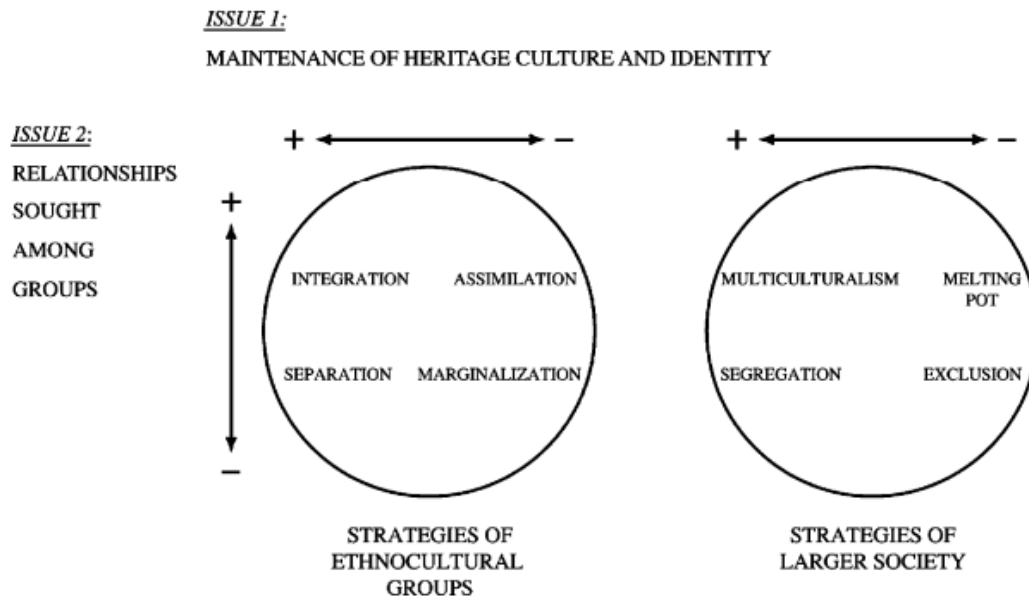 ISSUE 1:
MAINTENANCE OF HERITAGE CULTURE AND IDENTITY
ISSUE 2:
RELATIONSHIPS
SOUGHT
AMONG
GROUPS
+ −
+ −
+
−
INTEGRATION ASSIMILATION
SEPARATION MARGINALIZATION
MULTICULTURALISM MELTING
POT
SEGREGATION EXCLUSION
STRATEGIES OF
ETHNOCULTURAL
GROUPS
STRATEGIES OF
LARGER SOCIETY